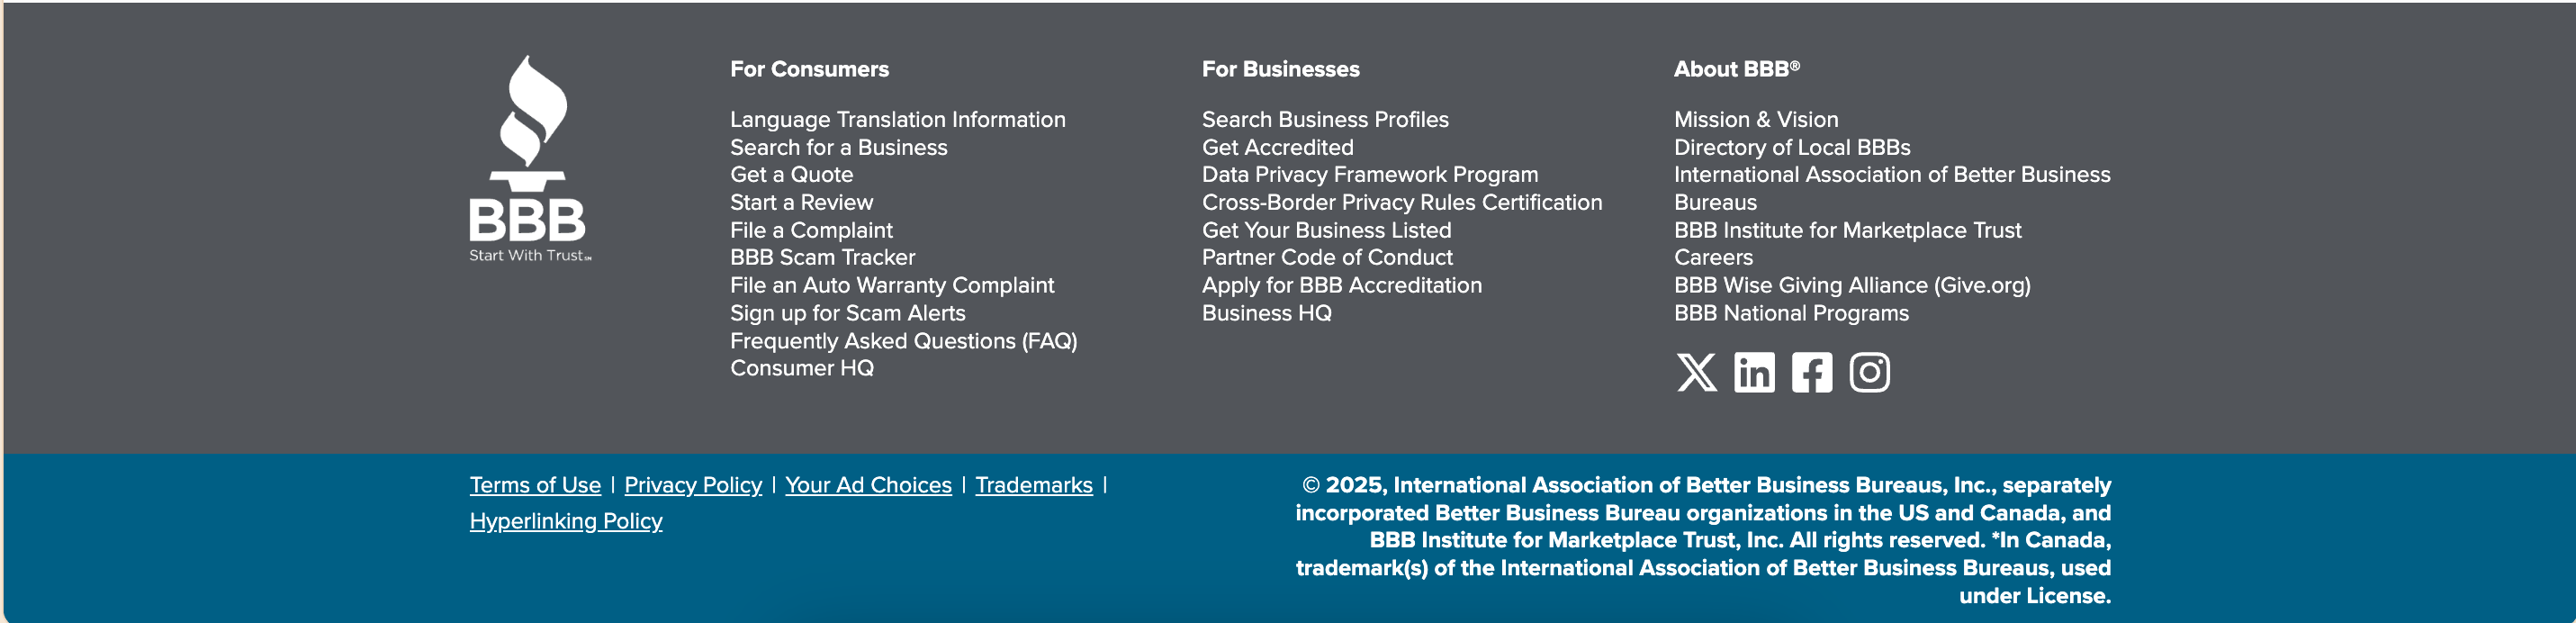 BBB
Start With Trust℠
For Consumers
Language Translation Information
Search for a Business
Get a Quote
Start a Review
File a Complaint
BBB Scam Tracker
File an Auto Warranty Complaint
Sign up for Scam Alerts
Frequently Asked Questions (FAQ)
Consumer HQ
For Businesses
Search Business Profiles
Get Accredited
Data Privacy Framework Program
Cross-Border Privacy Rules Certification
Get Your Business Listed
Partner Code of Conduct
Apply for BBB Accreditation
Business HQ
About BBB®
Mission & Vision
Directory of Local BBBs
International Association of Better Business
Bureaus
BBB Institute for Marketplace Trust
Careers
BBB Wise Giving Alliance (Give.org)
BBB National Programs
Terms of Use | Privacy Policy | Your Ad Choices | Trademarks |
Hyperlinking Policy
© 2025, International Association of Better Business Bureaus, Inc., separately
incorporated Better Business Bureau organizations in the US and Canada, and
BBB Institute for Marketplace Trust, Inc. All rights reserved. *In Canada,
trademark(s) of the International Association of Better Business Bureaus, used
under License.